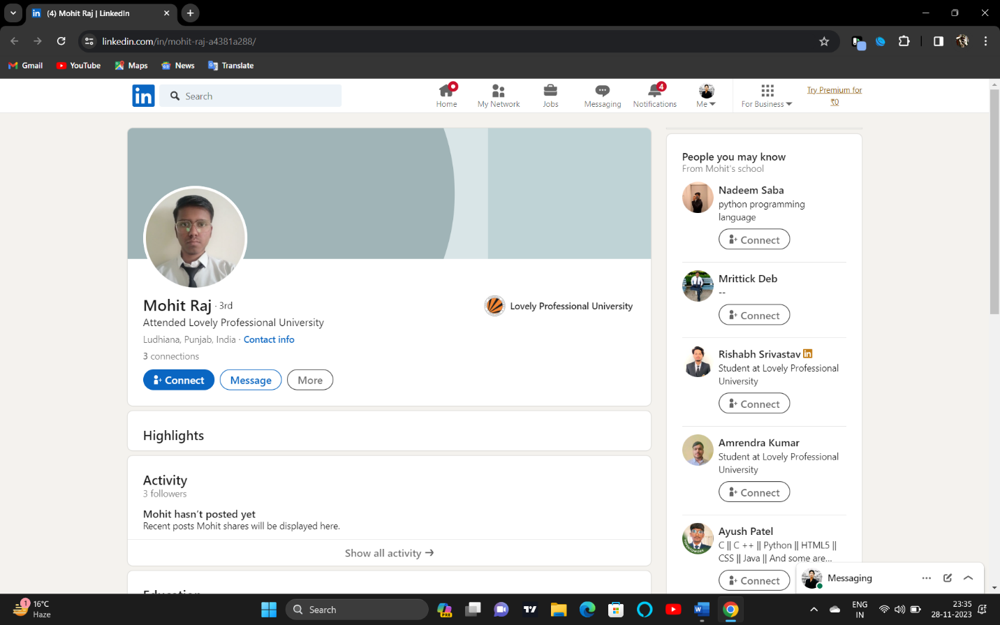 (4) Mohit Raj | LinkedIn
linkedin.com/in/mohit-raj-a4381a288/
Gmail
YouTube
Maps
News
Translate
in
Search
Home
My Network
Jobs
Messaging
4
Notifications
Me
For Business
Try Premium for
₹0
Mohit Raj · 3rd
Attended Lovely Professional University
Ludhiana, Punjab, India · Contact info
3 connections
Connect
Message
More
Lovely Professional University
Highlights
Activity
3 followers
Mohit hasn't posted yet
Recent posts Mohit shares will be displayed here.
Show all activity →
Education
People you may know
From Mohit's school
Nadeem Saba
python programming
language
Connect
Mrittick Deb
--
Connect
Rishabh Srivastav in
Student at Lovely Professional
University
Connect
Amrendra Kumar
Student at Lovely Professional
University
Connect
Ayush Patel
C || C ++ || Python || HTML5 ||
CSS || Java || And some are...
Connect
Messaging
1
16°C
Haze
Search
PRE
W
ENG
IN
23:35
28-11-2023